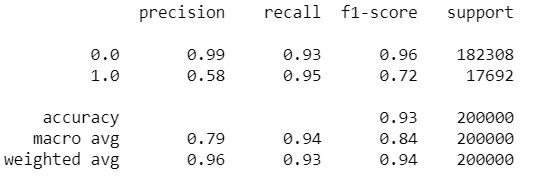 precision recall f1-score support
0.0 0.99 0.93 0.96 182308
1.0 0.58 0.95 0.72 17692
accuracy 0.93 200000
macro avg 0.79 0.94 0.84 200000
weighted avg 0.96 0.93 0.94 200000